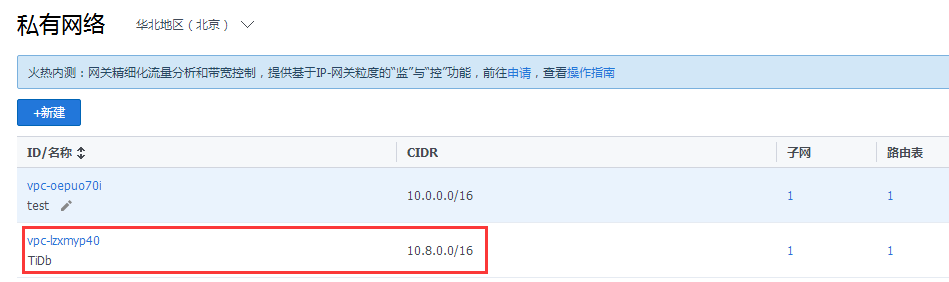 私有网络 华北地区（北京）
火热内测：网关精细化流量分析和带宽控制，提供基于IP-网关粒度的“监”与“控”功能，前往申请，查看操作指南
+新建
ID/名称 CIDR 子网 路由表
vpc-oepuo70i
test 10.0.0.0/16 1 1
vpc-lzxmyp40
TiDb 10.8.0.0/16 1 1